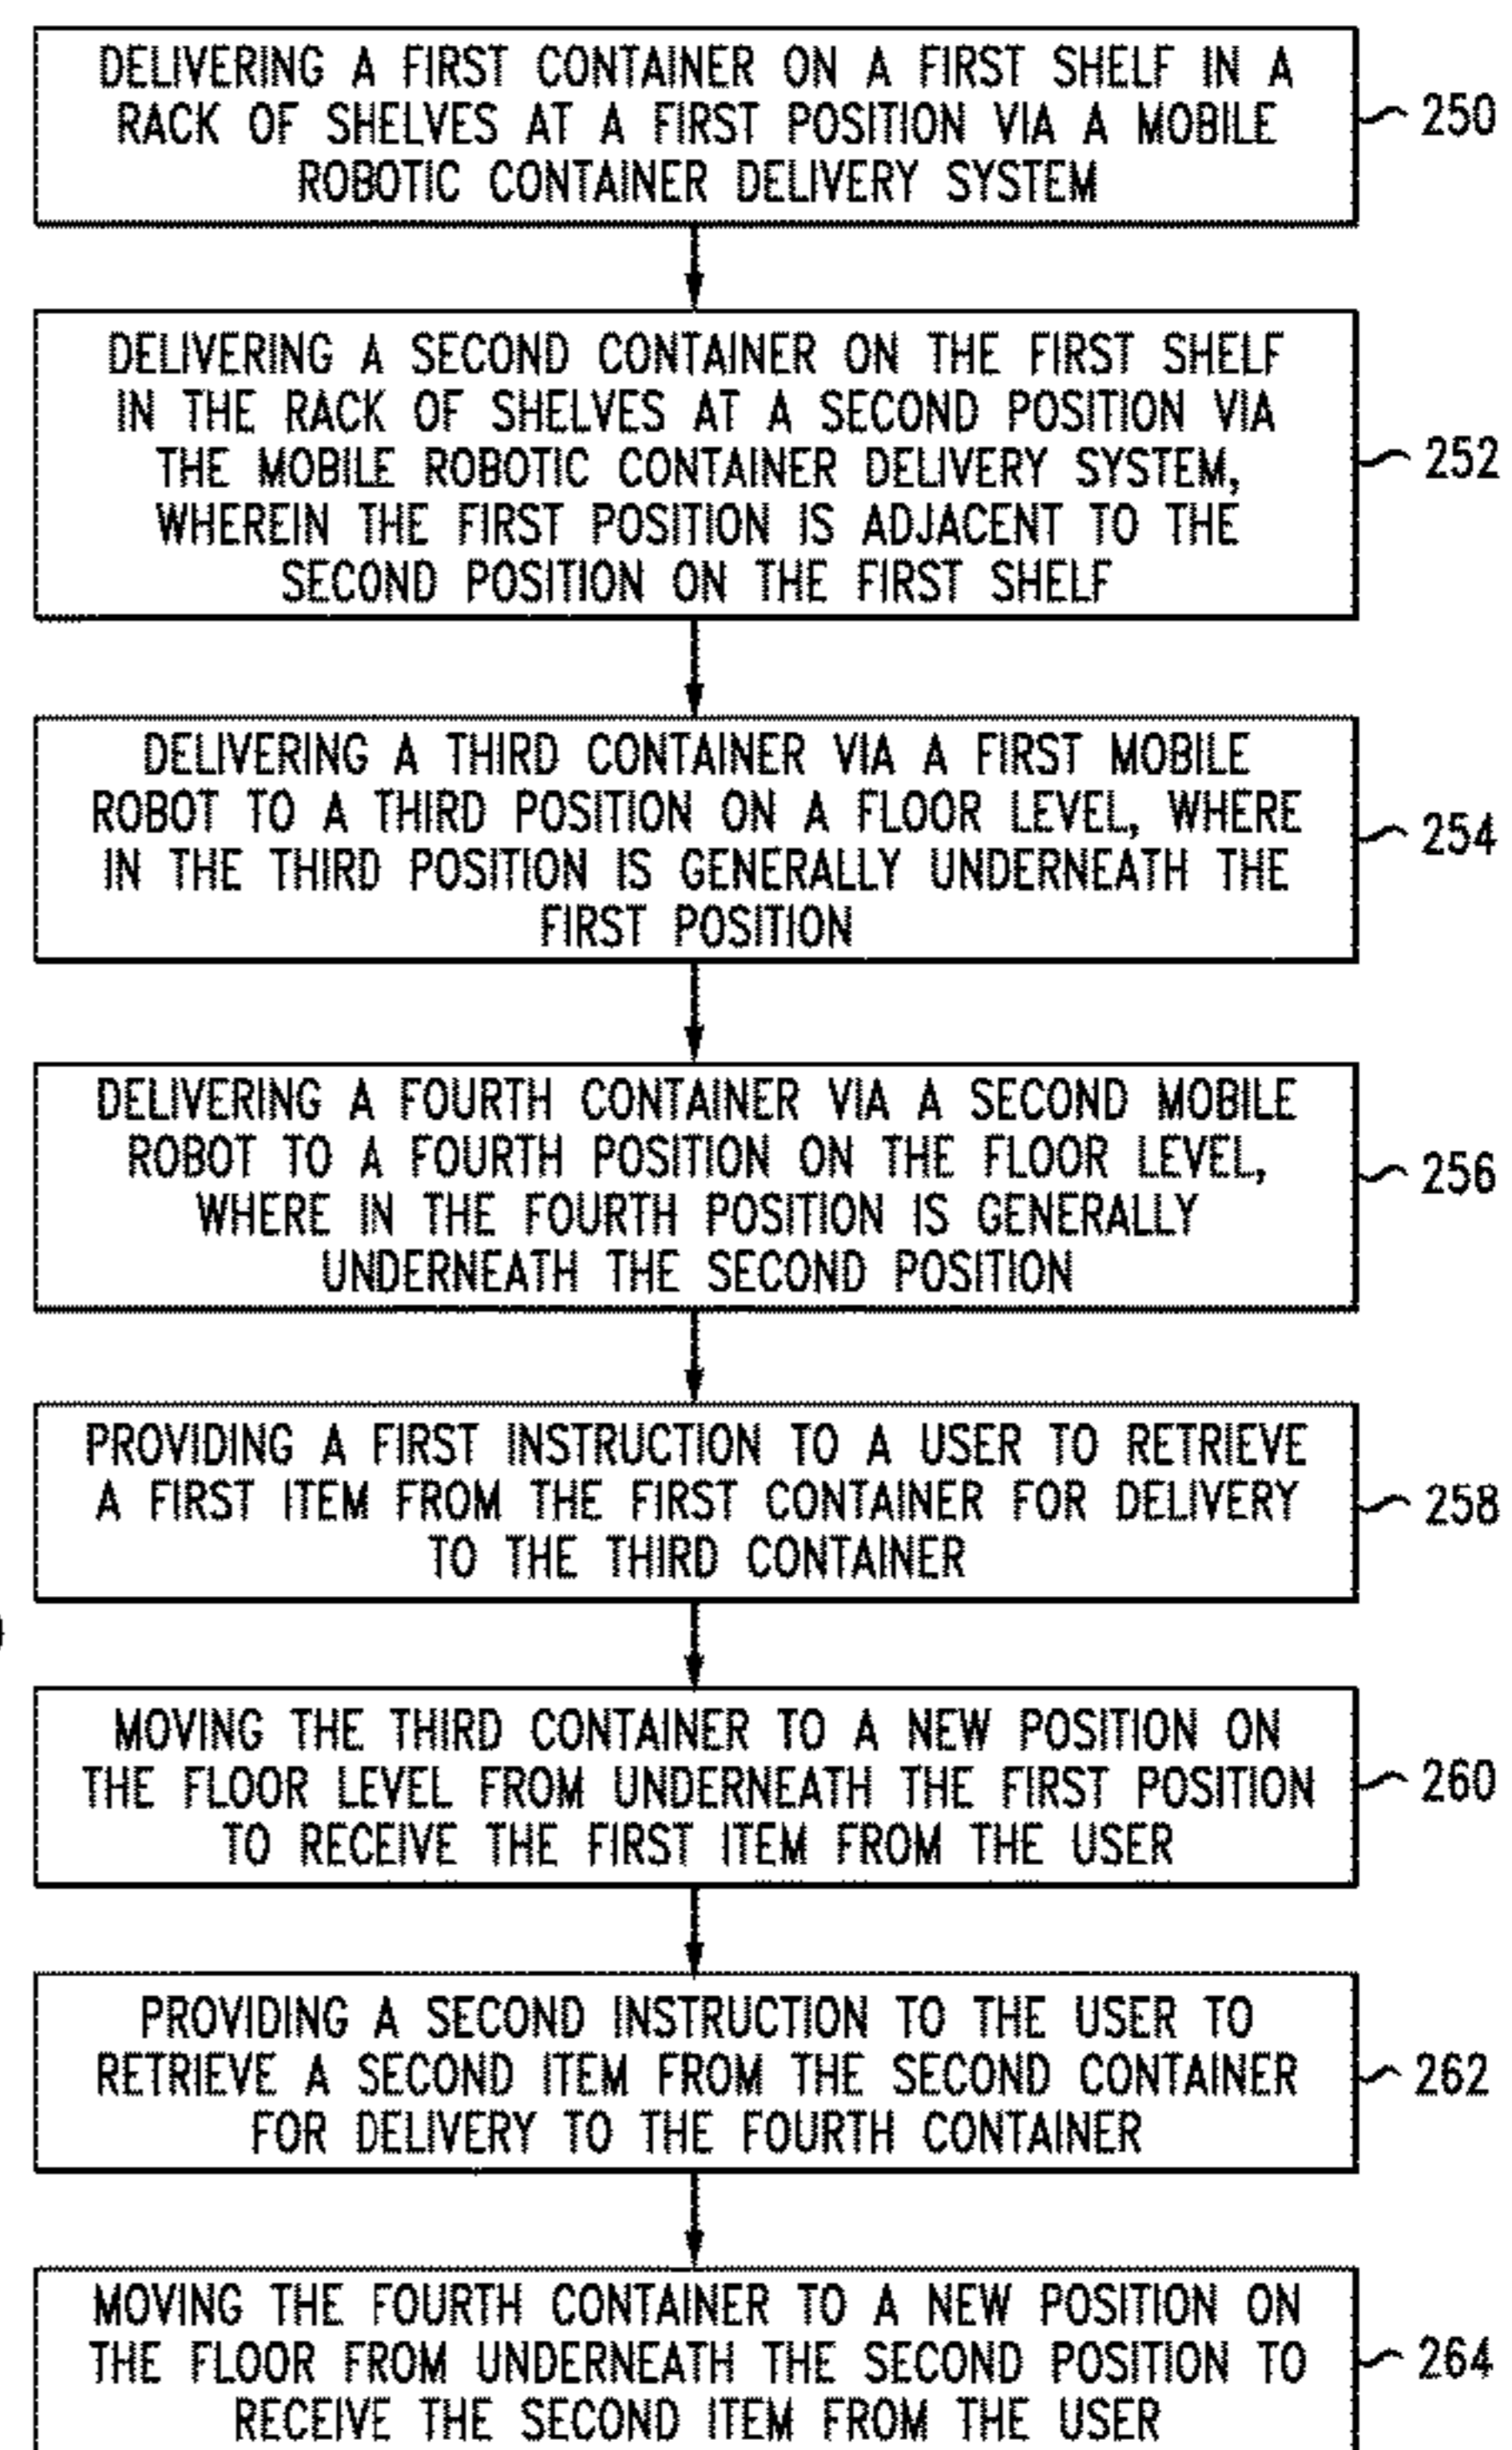 DELIVERING A FIRST CONTAINER ON A FIRST SHELF IN A
RACK OF SHELVES AT A FIRST POSITION VIA A MOBILE
ROBOTIC CONTAINER DELIVERY SYSTEM
250
DELIVERING A SECOND CONTAINER ON THE FIRST SHELF
IN THE RACK OF SHELVES AT A SECOND POSITION VIA
THE MOBILE ROBOTIC CONTAINER DELIVERY SYSTEM,
WHEREIN THE FIRST POSITION IS ADJACENT TO THE
SECOND POSITION ON THE FIRST SHELF
252
DELIVERING A THIRD CONTAINER VIA A FIRST MOBILE
ROBOT TO A THIRD POSITION ON A FLOOR LEVEL, WHERE
IN THE THIRD POSITION IS GENERALLY UNDERNEATH THE
FIRST POSITION
254
DELIVERING A FOURTH CONTAINER VIA A SECOND MOBILE
ROBOT TO A FOURTH POSITION ON THE FLOOR LEVEL,
WHERE IN THE FOURTH POSITION IS GENERALLY
UNDERNEATH THE SECOND POSITION
256
PROVIDING A FIRST INSTRUCTION TO A USER TO RETRIEVE
A FIRST ITEM FROM THE FIRST CONTAINER FOR DELIVERY
TO THE THIRD CONTAINER
258
MOVING THE THIRD CONTAINER TO A NEW POSITION ON
THE FLOOR LEVEL FROM UNDERNEATH THE FIRST POSITION
TO RECEIVE THE FIRST ITEM FROM THE USER
260
PROVIDING A SECOND INSTRUCTION TO THE USER TO
RETRIEVE A SECOND ITEM FROM THE SECOND CONTAINER
FOR DELIVERY TO THE FOURTH CONTAINER
262
MOVING THE FOURTH CONTAINER TO A NEW POSITION ON
THE FLOOR FROM UNDERNEATH THE SECOND POSITION TO
RECEIVE THE SECOND ITEM FROM THE USER
264